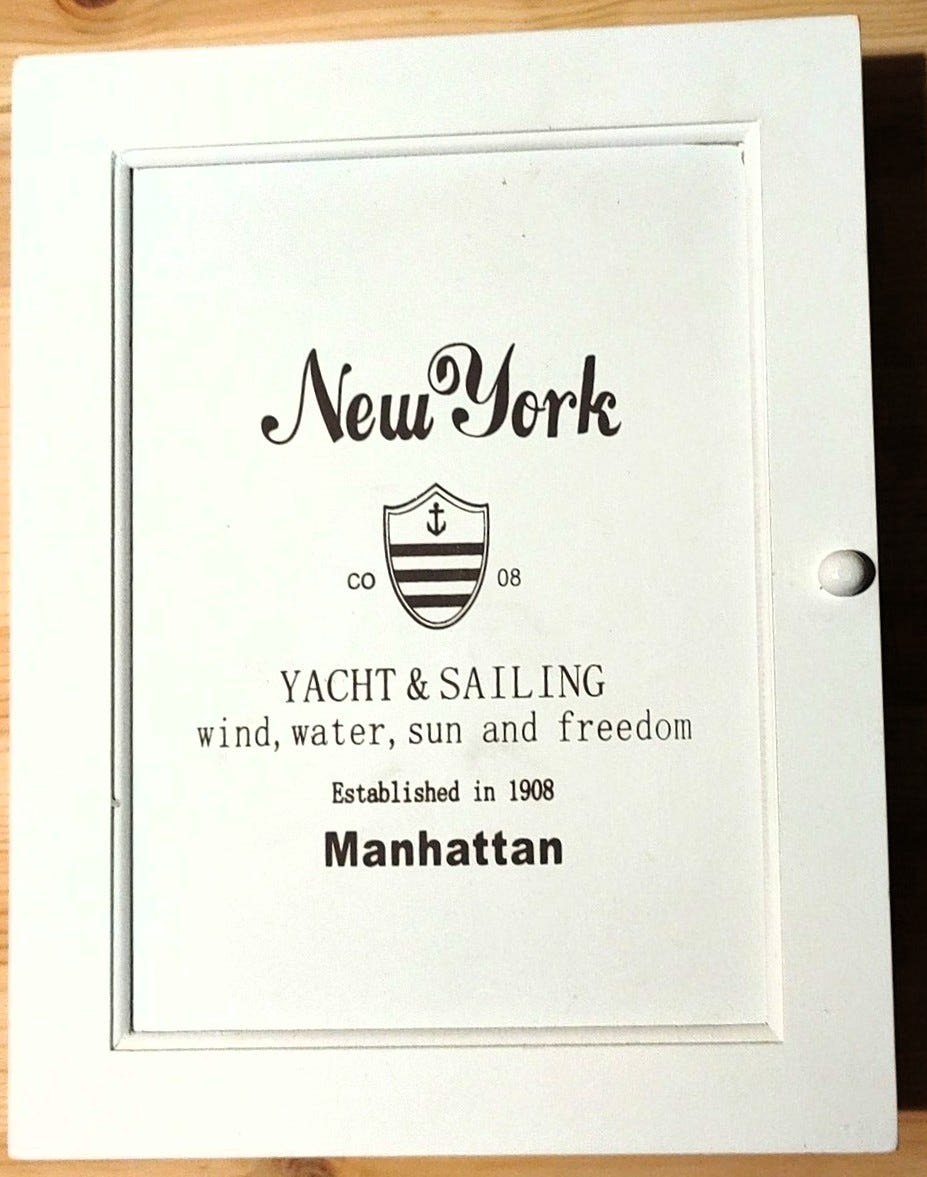 New York
CO 08
YACHT & SAILING
wind, water, sun and freedom
Established in 1908
Manhattan